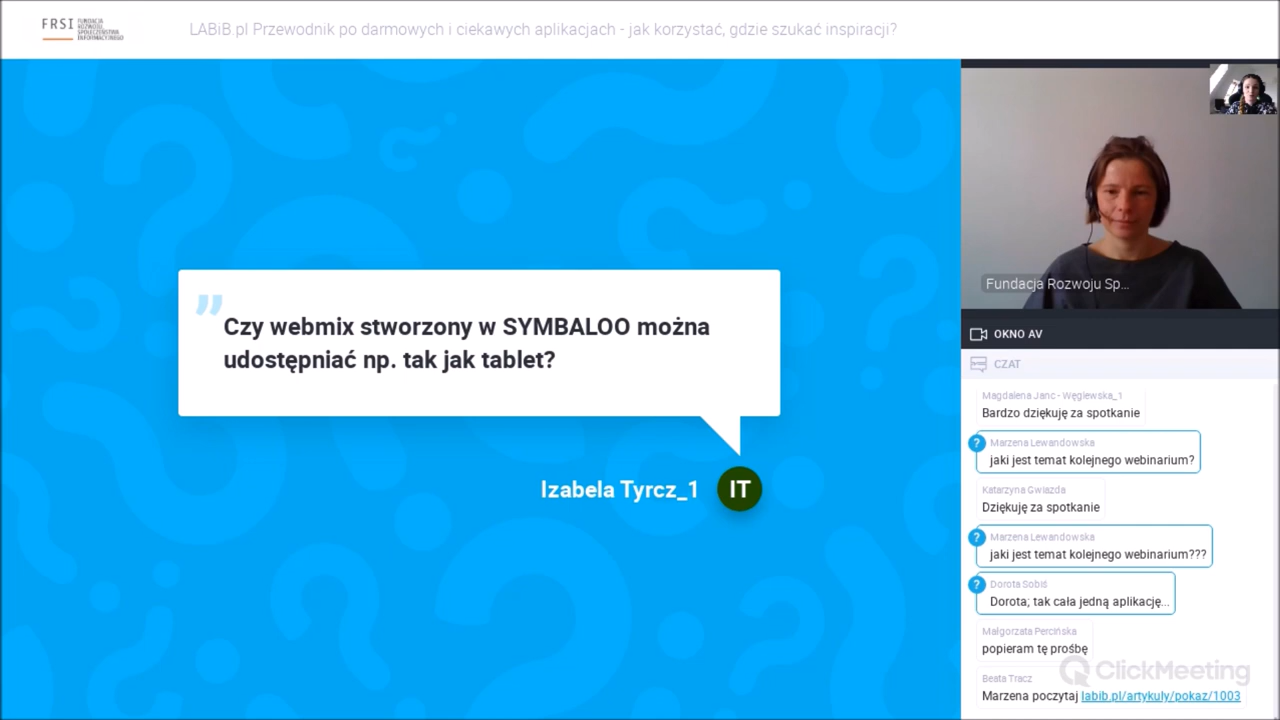 FRSI FUNDACJA
ROZWOJU
SPOŁECZEŃSTWA
INFORMACYJNEGO
LABiB.pl Przewodnik po darmowych i ciekawych aplikacjach - jak korzystać, gdzie szukać inspiracji?
Czy webmix stworzony w SYMBALOO można
udostępniać np. tak jak tablet?
Izabela Tyrcz_1
IT
Fundacja Rozwoju Sp...
OKNO AV
CZAT
Magdalena Janc - Węglewska_1
Bardzo dziękuję za spotkanie
?
Marzena Lewandowska
jaki jest temat kolejnego webinarium?
Katarzyna Gwiazda
Dziękuję za spotkanie
?
Marzena Lewandowska
jaki jest temat kolejnego webinarium???
?
Dorota Sobiś
Dorota; tak cała jedną aplikację...
Małgorzata Percińska
popieram tę prośbę
ClickMeeting
Beata Tracz
Marzena poczytaj labib.pl/artykuly/pokaz/1003